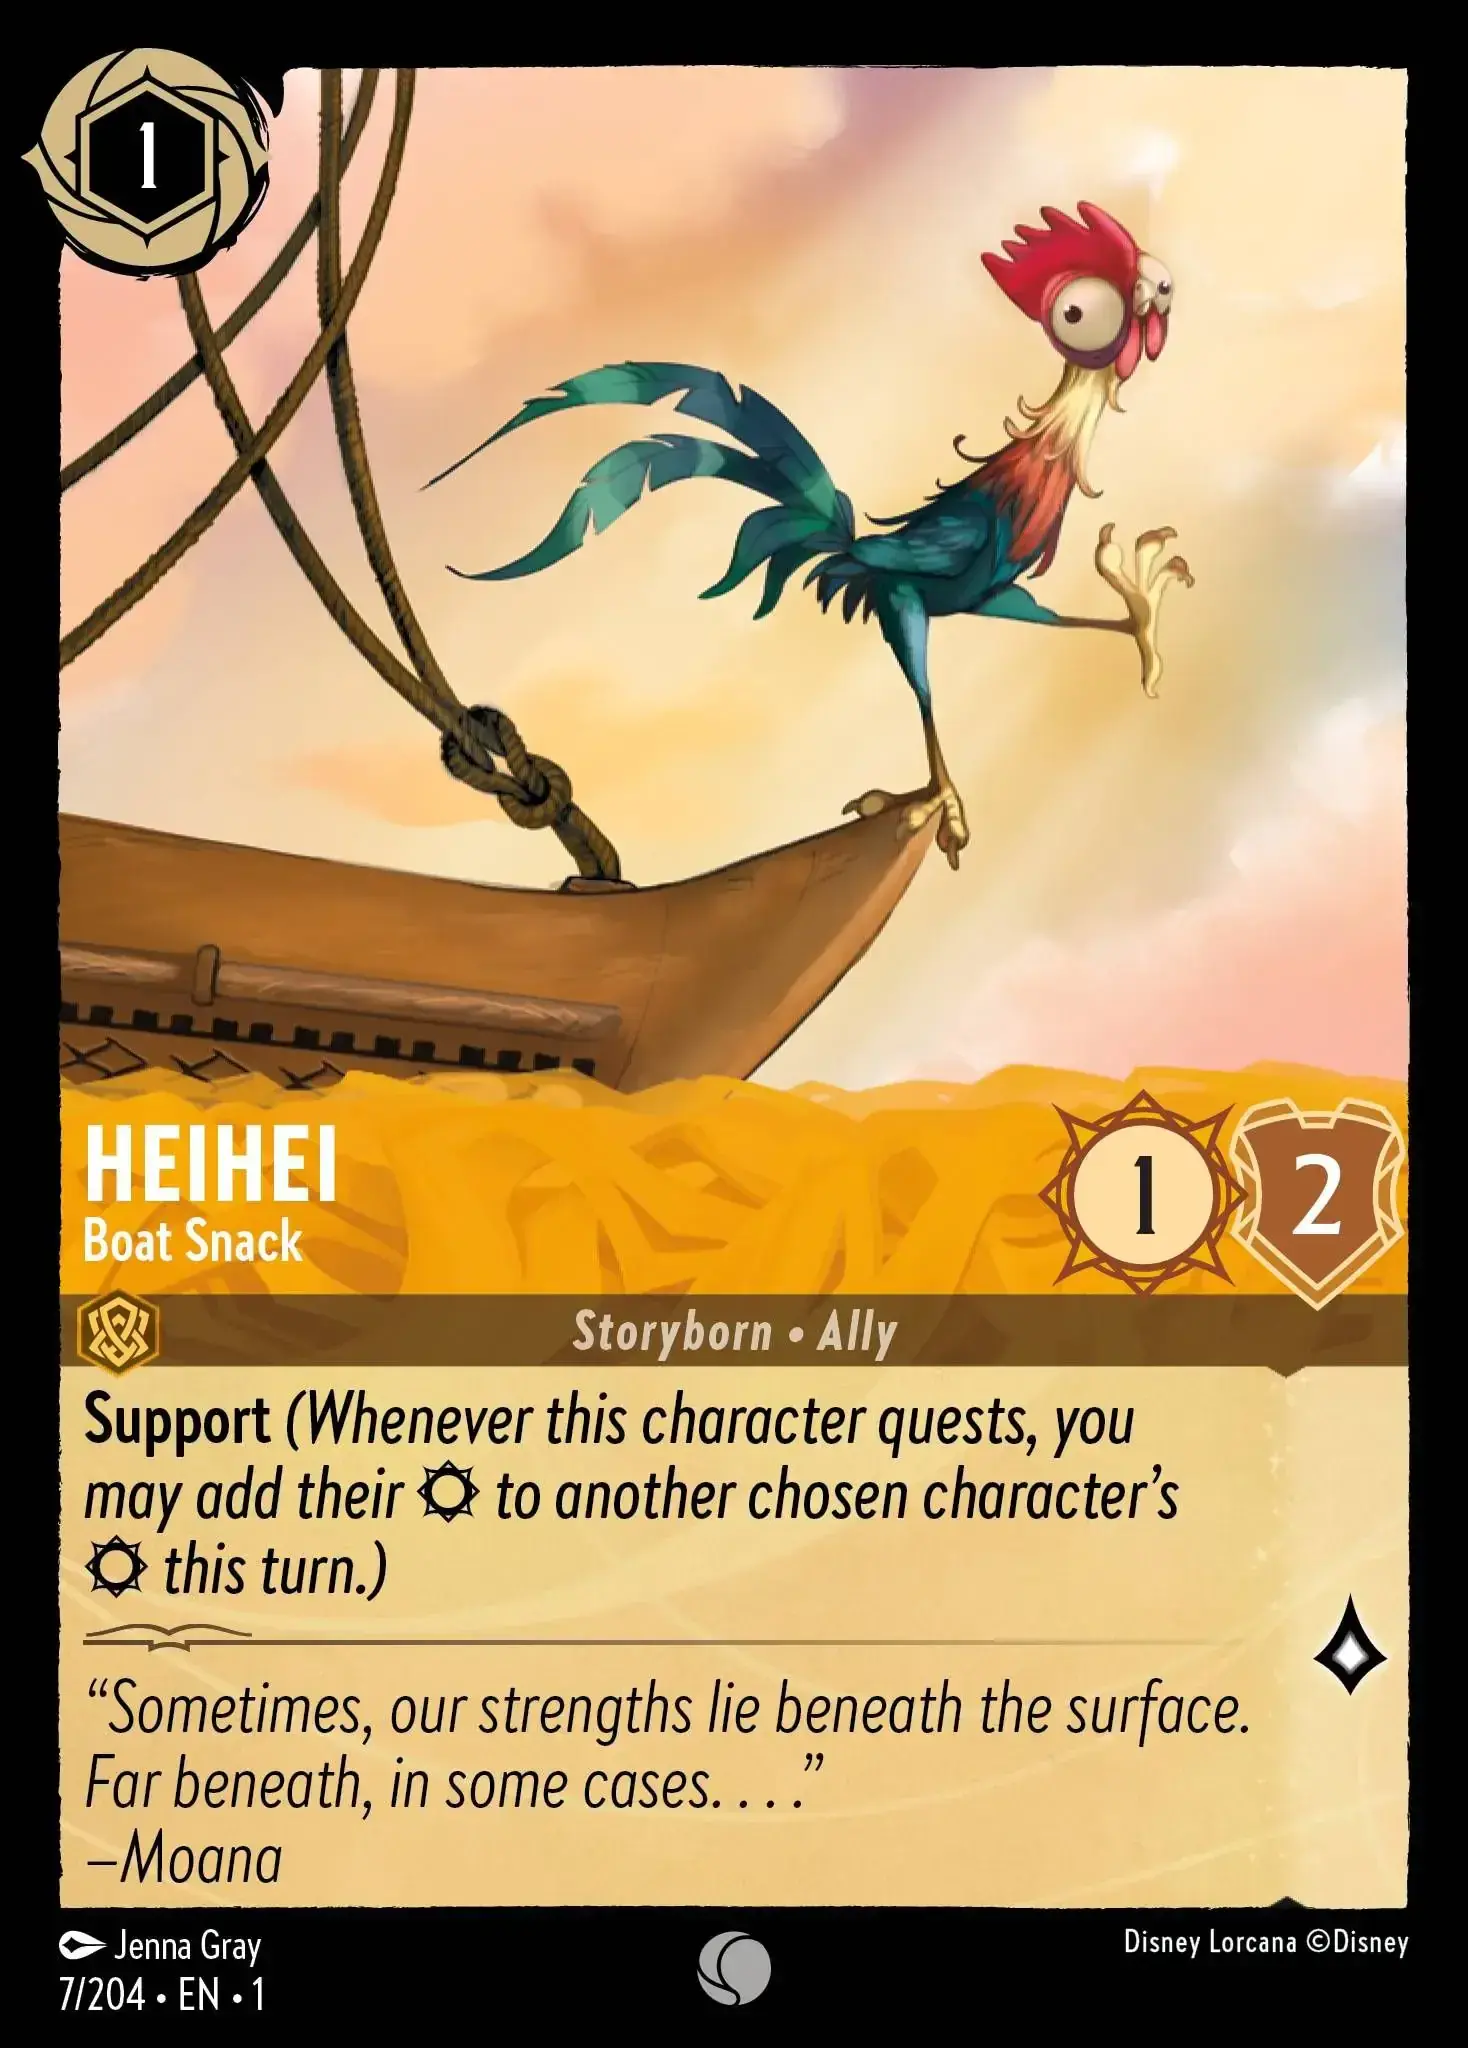 1
HEIHEI
Boat Snack
1
2
Storyborn • Ally
Support (Whenever this character quests, you
may add their to another chosen character’s
this turn.)
“Sometimes, our strengths lie beneath the surface.
Far beneath, in some cases. . . .”
–Moana
Jenna Gray
7/204 • EN • 1
Disney Lorcana ©Disney